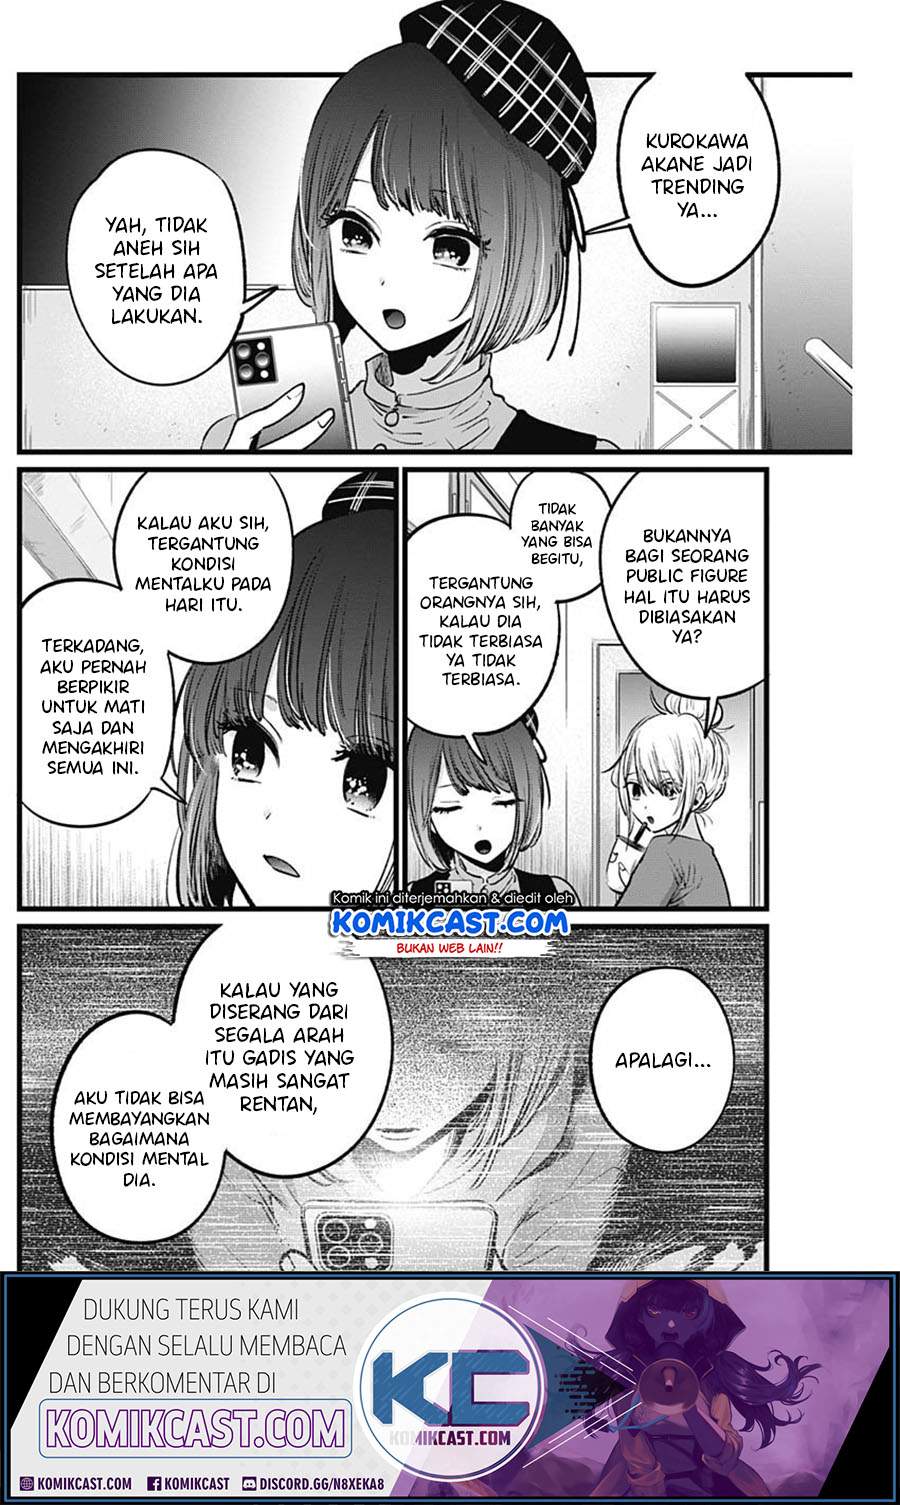 KUROKAWA
AKANE JADI
TRENDING
YA...
YAH, TIDAK
ANEH SIH
SETELAH APA
YANG DIA
LAKUKAN.
BUKANNYA
BAGI SEORANG
PUBLIC FIGURE
HAL ITU HARUS
DIBIASAKAN
YA?
TIDAK
BANYAK
YANG BISA
BEGITU,
TERGANTUNG
ORANGNYA SIH,
KALAU DIA
TIDAK TERBIASA
YA TIDAK
TERBIASA.
KALAU AKU SIH,
TERGANTUNG
KONDISI
MENTALKU PADA
HARI ITU.
TERKADANG,
AKU PERNAH
BERPIKIR
UNTUK MATI
SAJA DAN
MENGAKHIRI
SEMUA INI.
Komik ini diterjemahkan & diedit oleh
KOMIKCAST.COM
BUKAN WEB LAIN!!
APALAGI...
KALAU YANG
DISERANG DARI
SEGALA ARAH
ITU GADIS YANG
MASIH SANGAT
RENTAN,
AKU TIDAK BISA
MEMBAYANGKAN
BAGAIMANA
KONDISI MENTAL
DIA.
DUKUNG TERUS KAMI
DENGAN SELALU MEMBACA
DAN BERKOMENTAR DI
KOMIKCAST.COM
KOMIKCAST.COM KOMIKCAST DISCORD.GG/N8XEKA8
KC
KOMIKCAST.COM